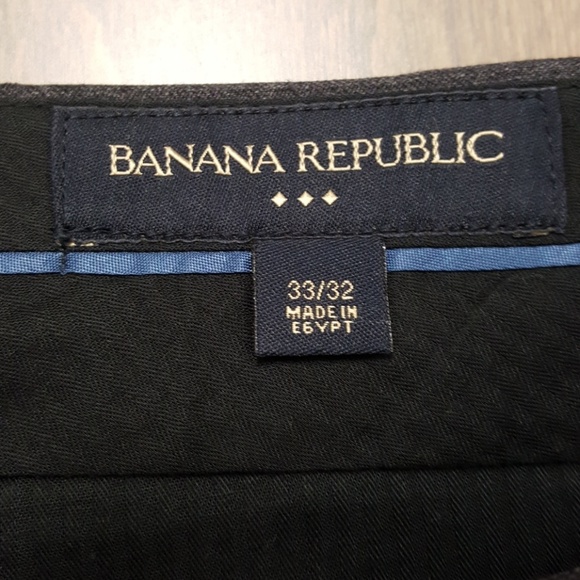 BANANA REPUBLIC
33/32
MADE IN
EGYPT